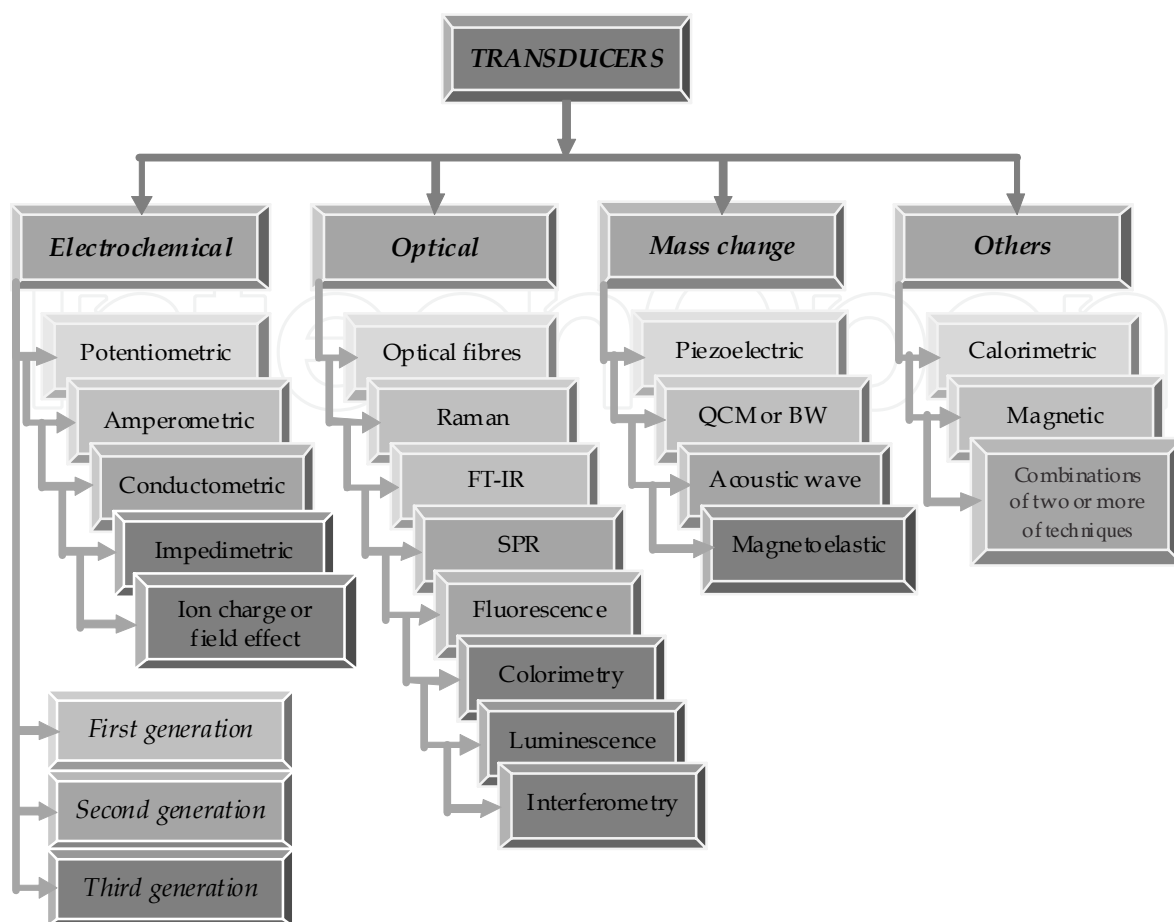 TRANSDUCERS
Electrochemical
Optical
Mass change
Others
Potentiometric
Amperometric
Conductometric
Impedimetric
Ion charge or
field effect
First generation
Second generation
Third generation
Optical fibres
Raman
FT-IR
SPR
Fluorescence
Colorimetry
Luminescence
Interferometry
Piezoelectric
QCM or BW
Acoustic wave
Magnetoelastic
Calorimetric
Magnetic
Combinations
of two or more
of techniques